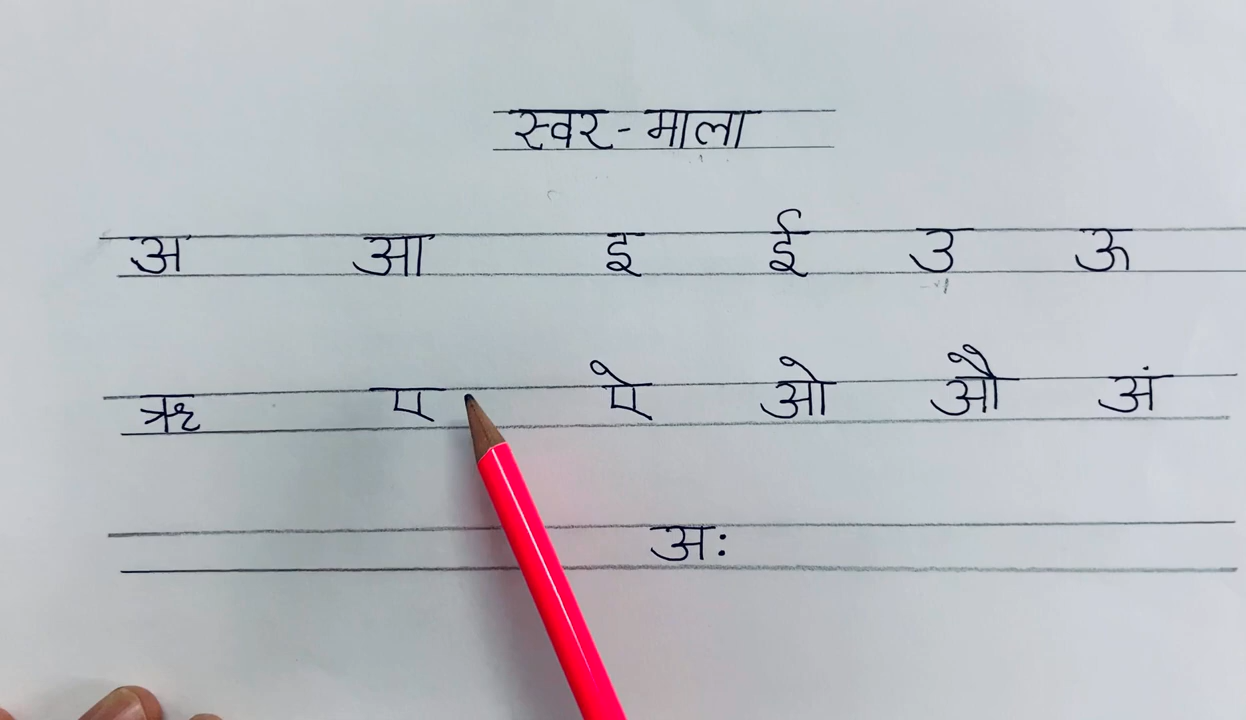 स्वर-माला
अ आ इ ई उ ऊ
ऋ ए ऐ ओ औ अं
अः